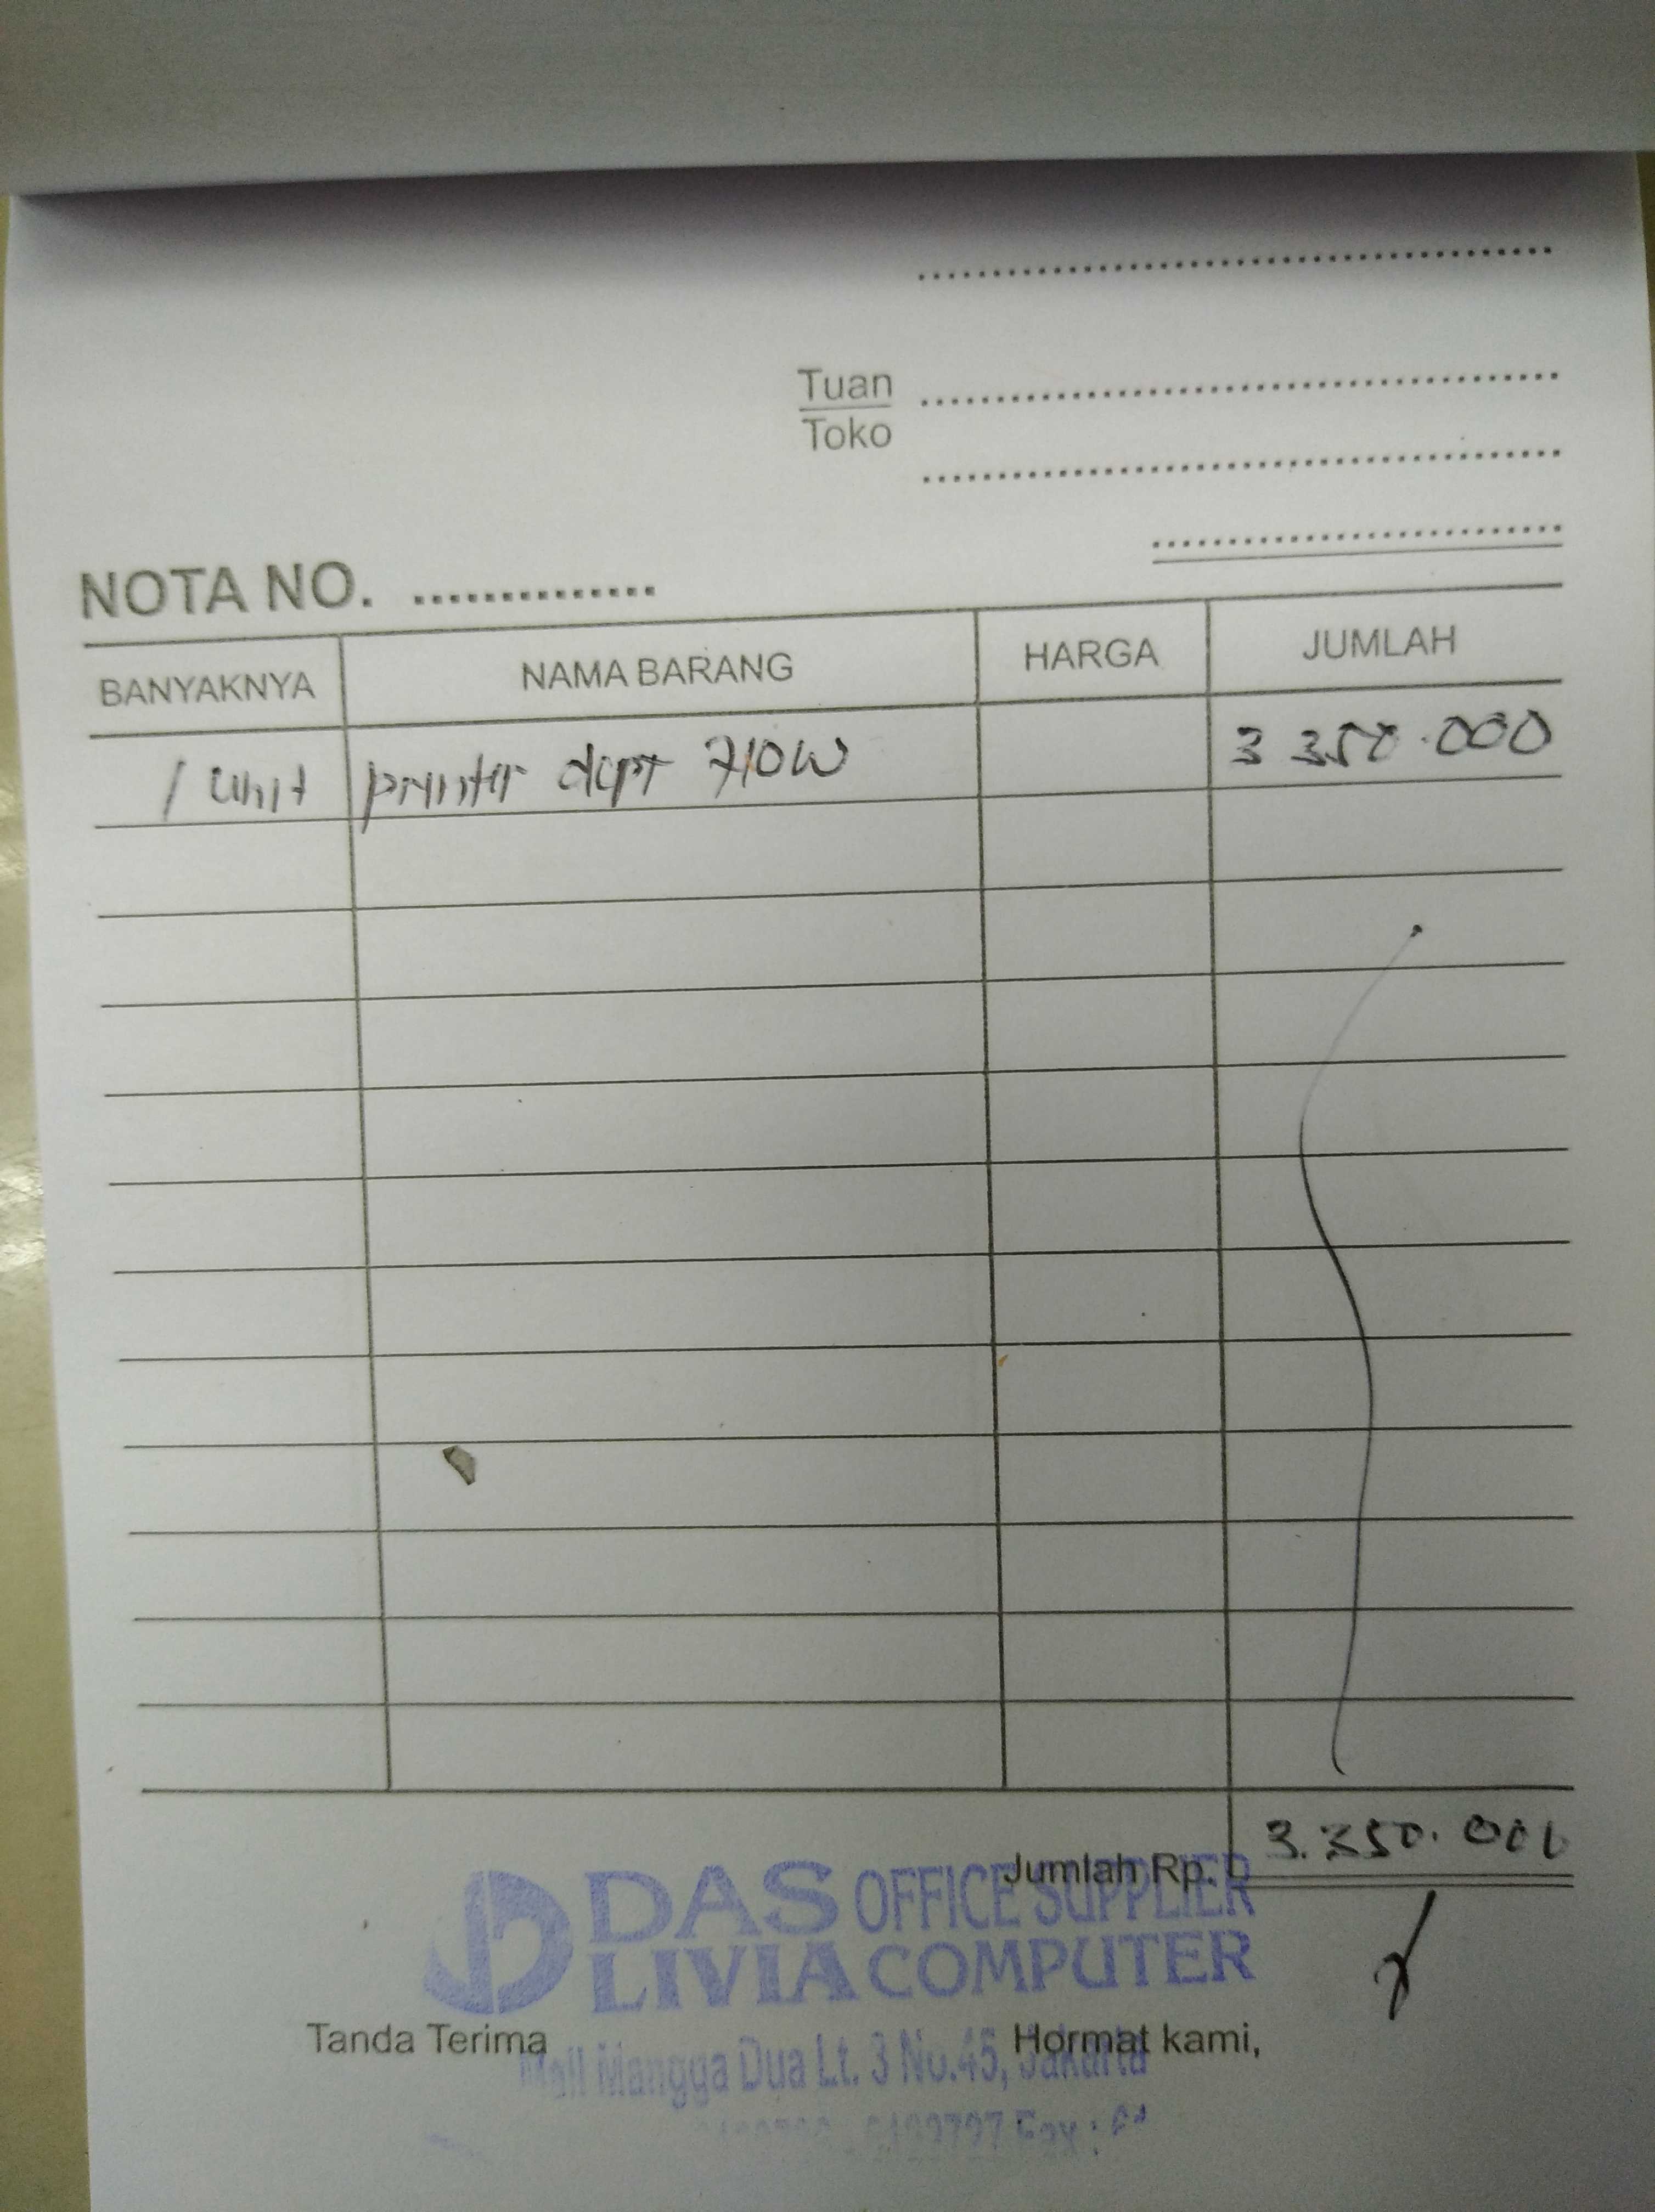 Tuan
Toko
NOTA NO.
BANYAKNYA NAMA BARANG HARGA JUMLAH
1 unit printer 710W 3 350.000
Jumlah Rp. 3.350.000
DAS OFFICE SUPPLIER
LIVIA COMPUTER
Tanda Terima Hormat kami,
Mall Mangga Dua Lt. 3 No.45, Jakarta
Fax :